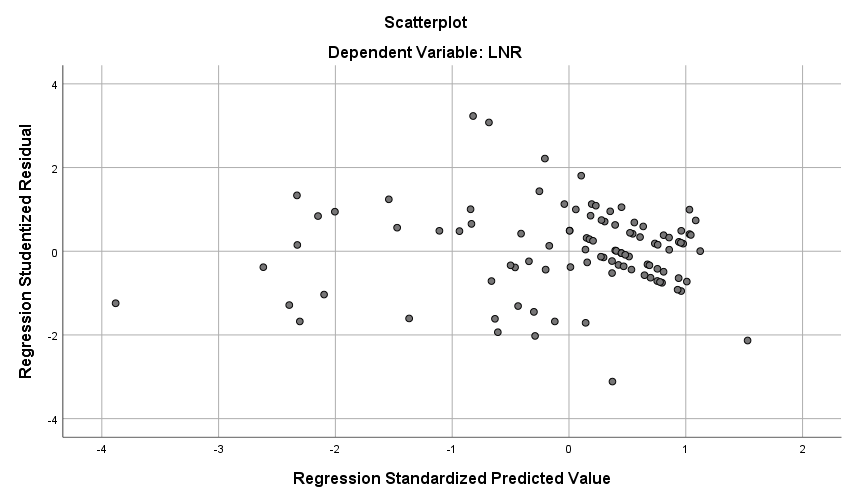 Scatterplot
Dependent Variable: LNR
Regression Studentized Residual
4
2
0
-2
-4
-4 -3 -2 -1 0 1 2
Regression Standardized Predicted Value